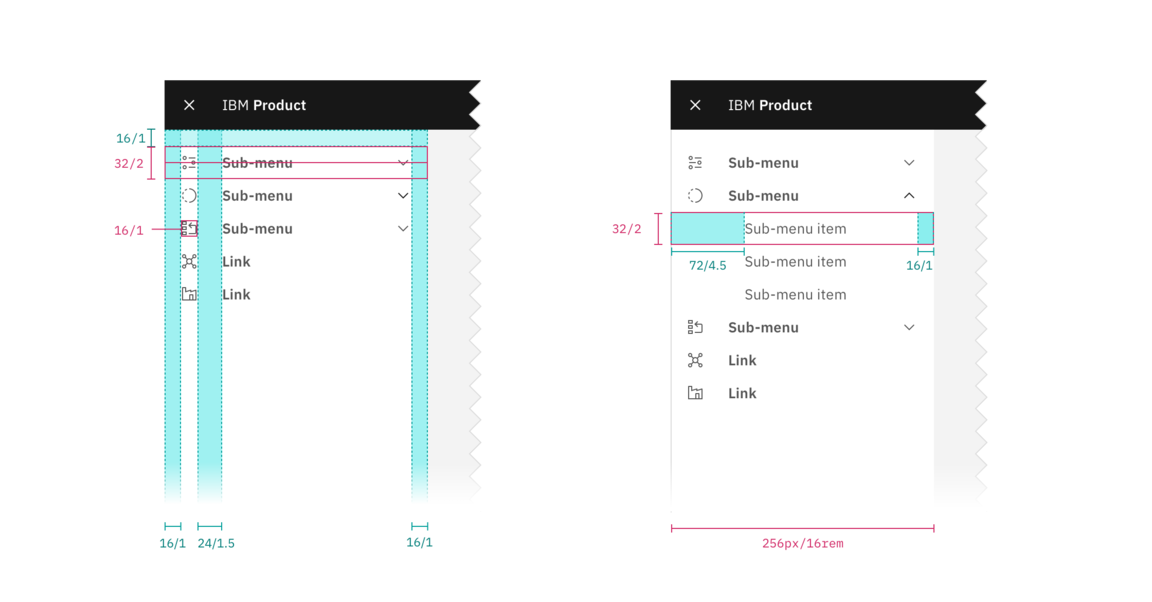 IBM Product
16/1
32/2
Sub-menu
Sub-menu
16/1
Sub-menu
Link
Link
16/1
24/1.5
16/1
IBM Product
Sub-menu
Sub-menu
32/2
Sub-menu item
72/4.5
Sub-menu item
16/1
Sub-menu item
Sub-menu
Link
Link
256px/16rem